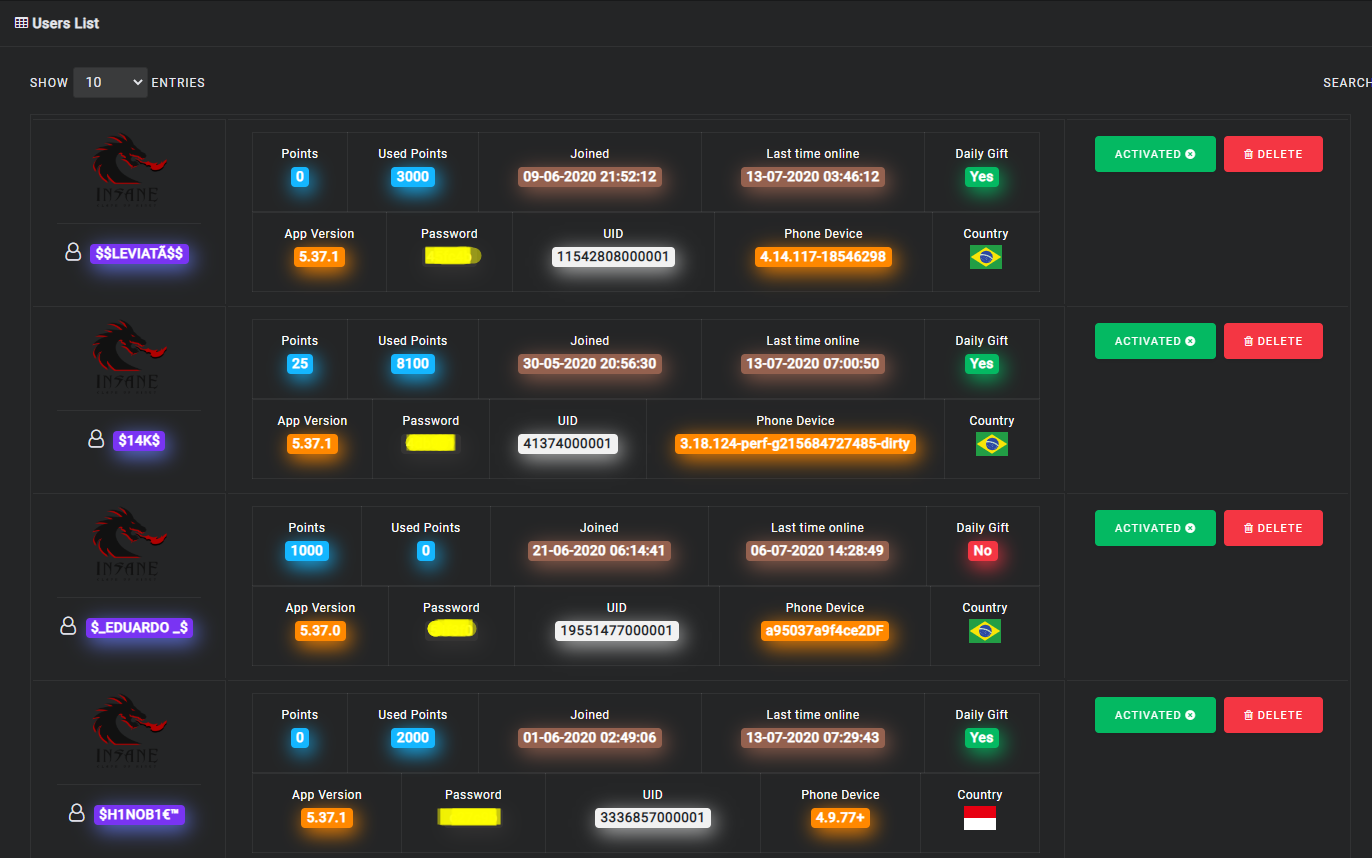 Users List
SHOW 10 ENTRIES
SEARCH
INSANE
$$LEVIATÃ$$
Points Used Points Joined Last time online Daily Gift
0 3000 09-06-2020 21:52:12 13-07-2020 03:46:12 Yes
App Version Password UID Phone Device Country
5.37.1 11542808000001 4.14.117-18546298
ACTIVATED DELETE
INSANE
$14K$
Points Used Points Joined Last time online Daily Gift
25 8100 30-05-2020 20:56:30 13-07-2020 07:00:50 Yes
App Version Password UID Phone Device Country
5.37.1 41374000001 3.18.124-perf-g215684727485-dirty
ACTIVATED DELETE
INSANE
$_EDUARDO _$
Points Used Points Joined Last time online Daily Gift
1000 0 21-06-2020 06:14:41 06-07-2020 14:28:49 No
App Version Password UID Phone Device Country
5.37.0 19551477000001 a95037a9f4ce2DF
ACTIVATED DELETE
INSANE
$H1NOB1€™
Points Used Points Joined Last time online Daily Gift
0 2000 01-06-2020 02:49:06 13-07-2020 07:29:43 Yes
App Version Password UID Phone Device Country
5.37.1 3336857000001 4.9.77+
ACTIVATED DELETE